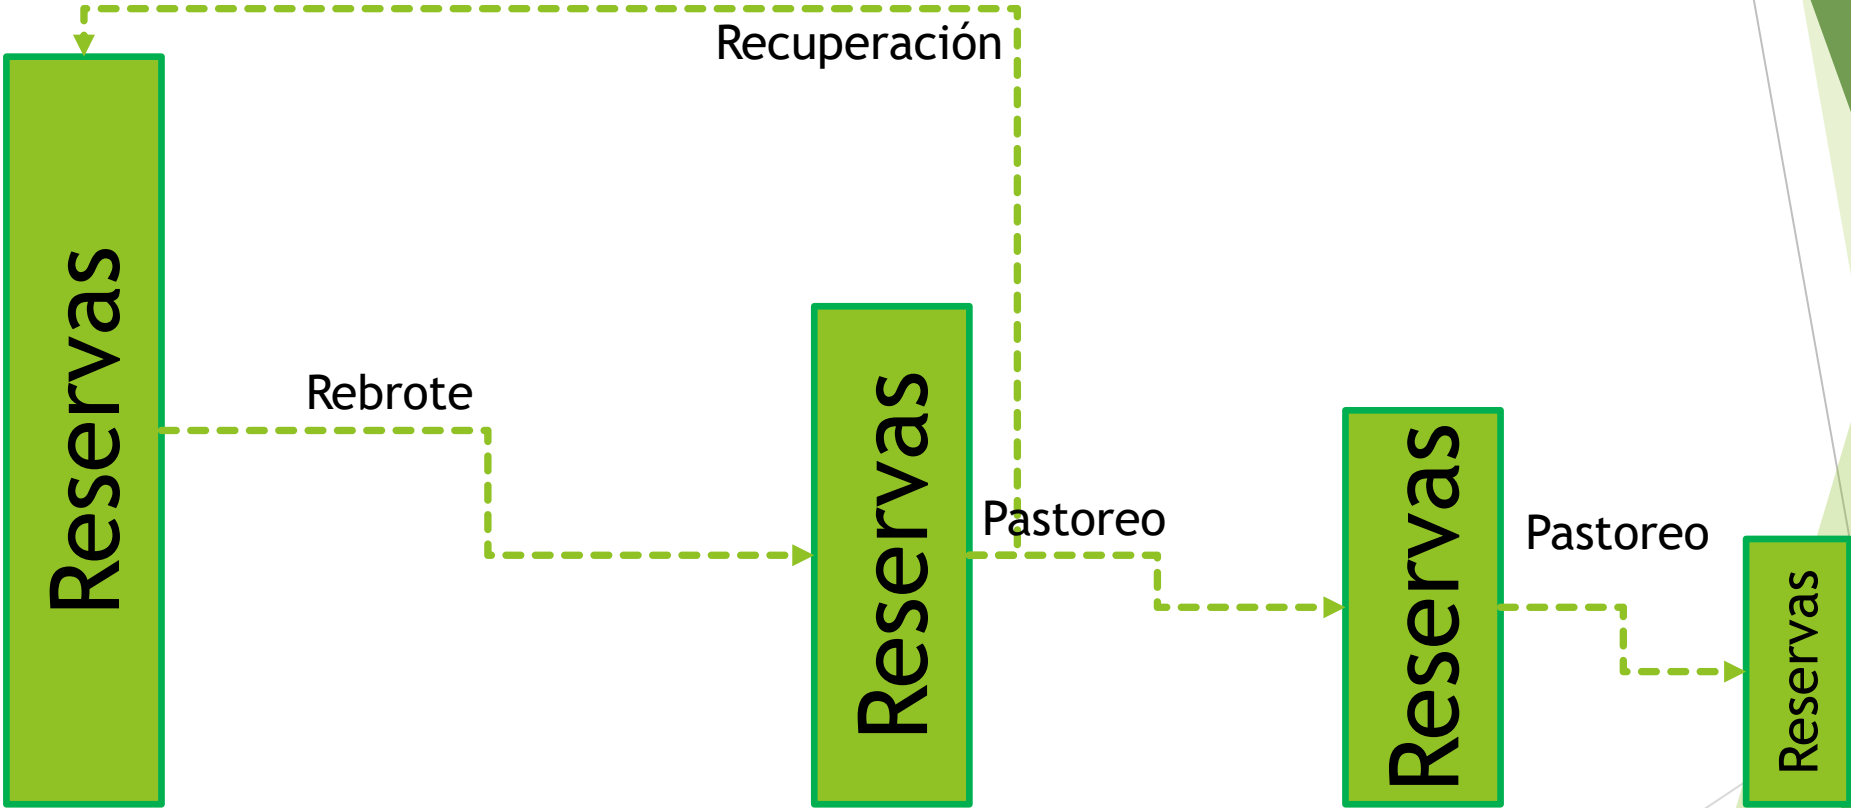 Recuperación
Reservas
Rebrote
Reservas
Pastoreo
Reservas
Pastoreo
Reservas